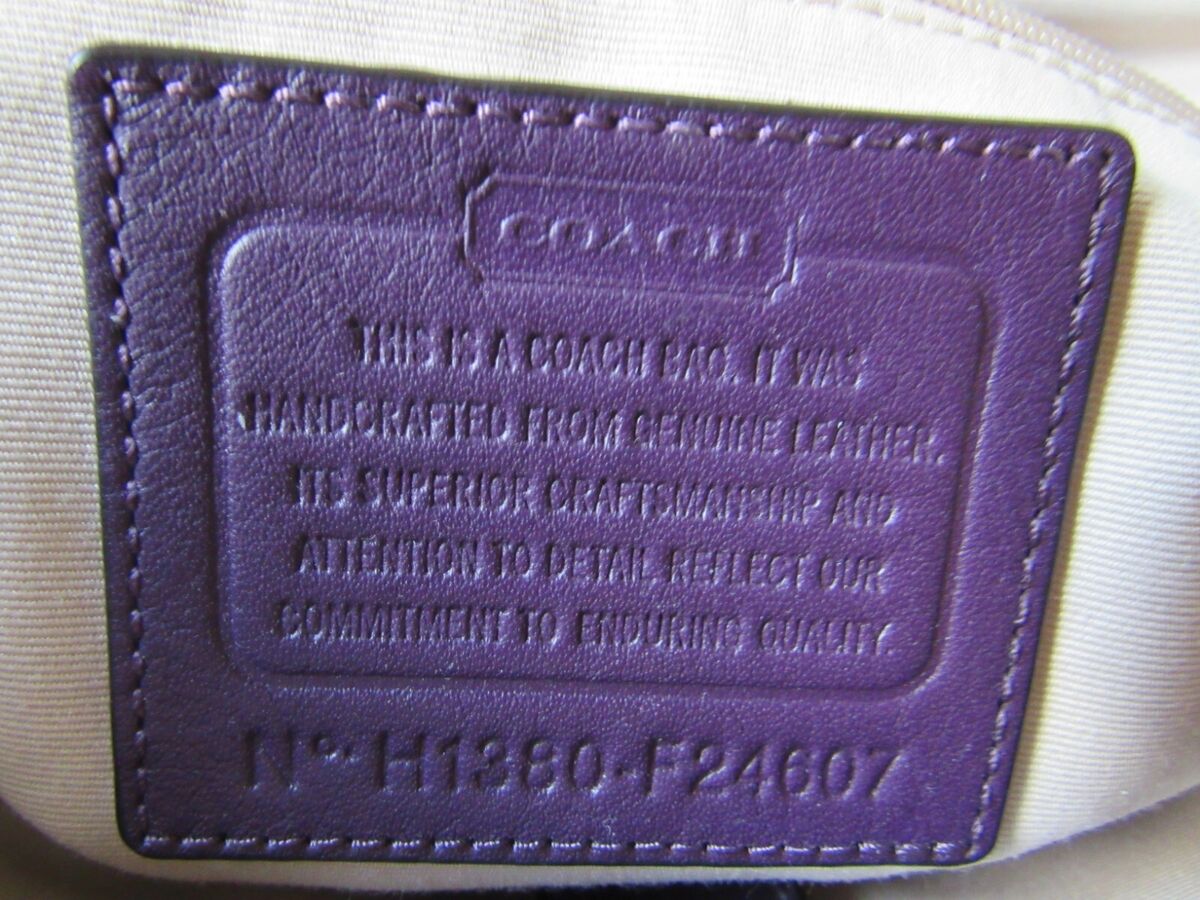 COACH
THIS IS A COACH BAG. IT WAS
HANDCRAFTED FROM GENUINE LEATHER.
ITS SUPERIOR CRAFTSMANSHIP AND
ATTENTION TO DETAIL REFLECT OUR
COMMITMENT TO ENDURING QUALITY.
No. H1380-F24607